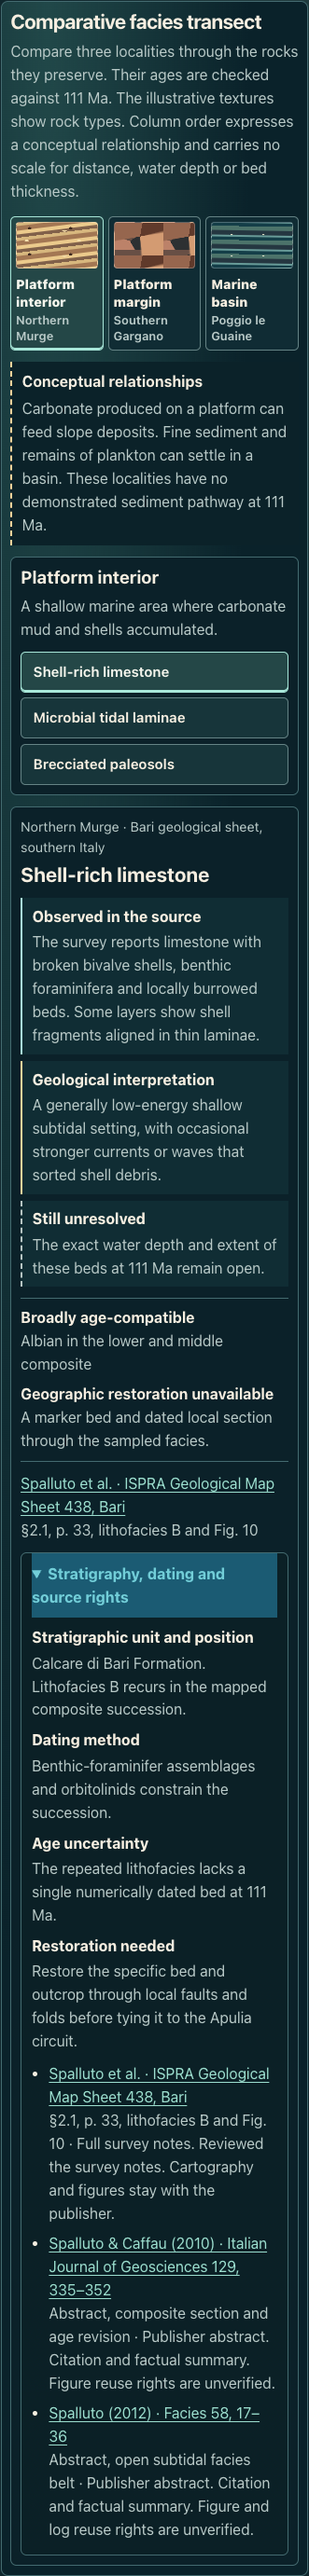 Comparative facies transect
Compare three localities through the rocks
they preserve. Their ages are checked
against 111 Ma. The illustrative textures
show rock types. Column order expresses
a conceptual relationship and carries no
scale for distance, water depth or bed
thickness.
Platform
interior
Northern
Murge
Platform
margin
Southern
Gargano
Marine
basin
Poggio le
Guaine
Conceptual relationships
Carbonate produced on a platform can
feed slope deposits. Fine sediment and
remains of plankton can settle in a
basin. These localities have no
demonstrated sediment pathway at 111
Ma.
Platform interior
A shallow marine area where carbonate
mud and shells accumulated.
Shell-rich limestone
Microbial tidal laminae
Brecciated paleosols
Northern Murge · Bari geological sheet,
southern Italy
Shell-rich limestone
Observed in the source
The survey reports limestone with
broken bivalve shells, benthic
foraminifera and locally burrowed
beds. Some layers show shell
fragments aligned in thin laminae.
Geological interpretation
A generally low-energy shallow
subtidal setting, with occasional
stronger currents or waves that
sorted shell debris.
Still unresolved
The exact water depth and extent of
these beds at 111 Ma remain open.
Broadly age-compatible
Albian in the lower and middle
composite
Geographic restoration unavailable
A marker bed and dated local section
through the sampled facies.
Spalluto et al. · ISPRA Geological Map
Sheet 438, Bari
§2.1, p. 33, lithofacies B and Fig. 10
▼ Stratigraphy, dating and
source rights
Stratigraphic unit and position
Calcare di Bari Formation.
Lithofacies B recurs in the mapped
composite succession.
Dating method
Benthic-foraminifer assemblages
and orbitolinids constrain the
succession.
Age uncertainty
The repeated lithofacies lacks a
single numerically dated bed at 111
Ma.
Restoration needed
Restore the specific bed and
outcrop through local faults and
folds before tying it to the Apulia
circuit.
• Spalluto et al. · ISPRA Geological
Map Sheet 438, Bari
§2.1, p. 33, lithofacies B and Fig.
10 · Full survey notes. Reviewed
the survey notes. Cartography
and figures stay with the
publisher.
• Spalluto & Caffau (2010) · Italian
Journal of Geosciences 129,
335–352
Abstract, composite section and
age revision · Publisher abstract.
Citation and factual summary.
Figure reuse rights are unverified.
• Spalluto (2012) · Facies 58, 17–
36
Abstract, open subtidal facies
belt · Publisher abstract. Citation
and factual summary. Figure and
log reuse rights are unverified.